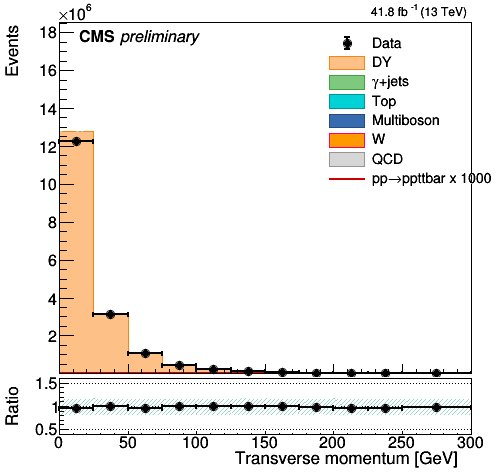 ×10⁶
41.8 fb⁻¹ (13 TeV)
CMS preliminary
Events
18
16
14
12
10
8
6
4
2
Data
DY
γ+jets
Top
Multiboson
W
QCD
pp→ppttbar x 1000
Ratio
1.5
1
0.5
0 50 100 150 200 250 300
Transverse momentum [GeV]